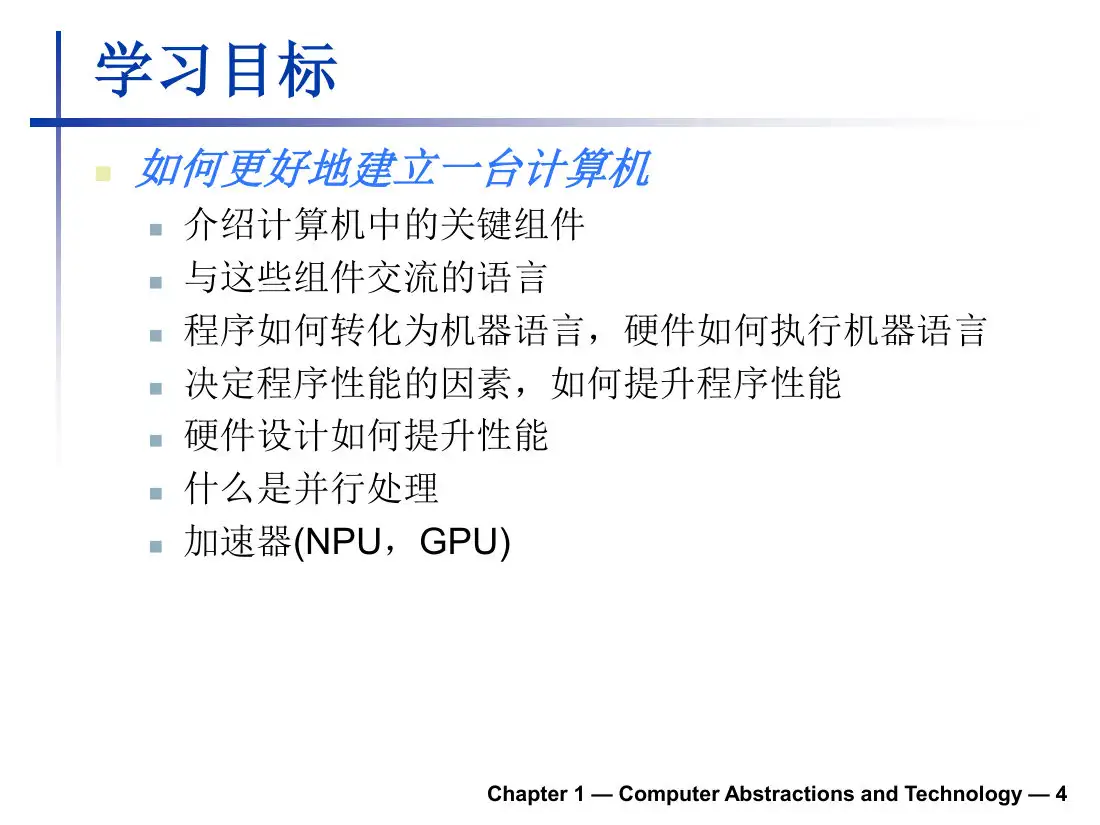 学习目标
如何更好地建立一台计算机
介绍计算机中的关键组件
与这些组件交流的语言
程序如何转化为机器语言，硬件如何执行机器语言
决定程序性能的因素，如何提升程序性能
硬件设计如何提升性能
什么是并行处理
加速器(NPU，GPU)
Chapter 1 — Computer Abstractions and Technology — 4